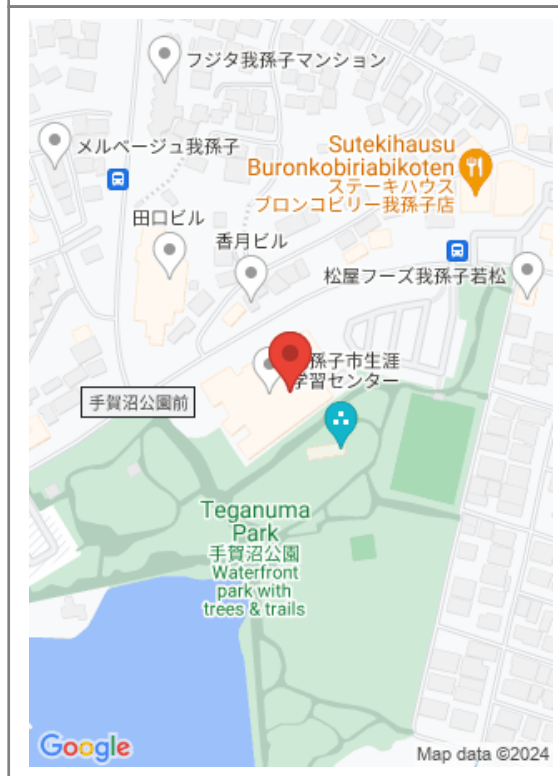 フジタ我孫子マンション
メルベージュ我孫子
Sutekihausu
Buronkobiriabikoten
ステーキハウス
ブロンコビリー我孫子店
田口ビル
香月ビル
松屋フーズ我孫子若松
孫子市生涯
学習センター
手賀沼公園前
Teganuma
Park
手賀沼公園
Waterfront
park with
trees & trails
Google
Map data ©2024